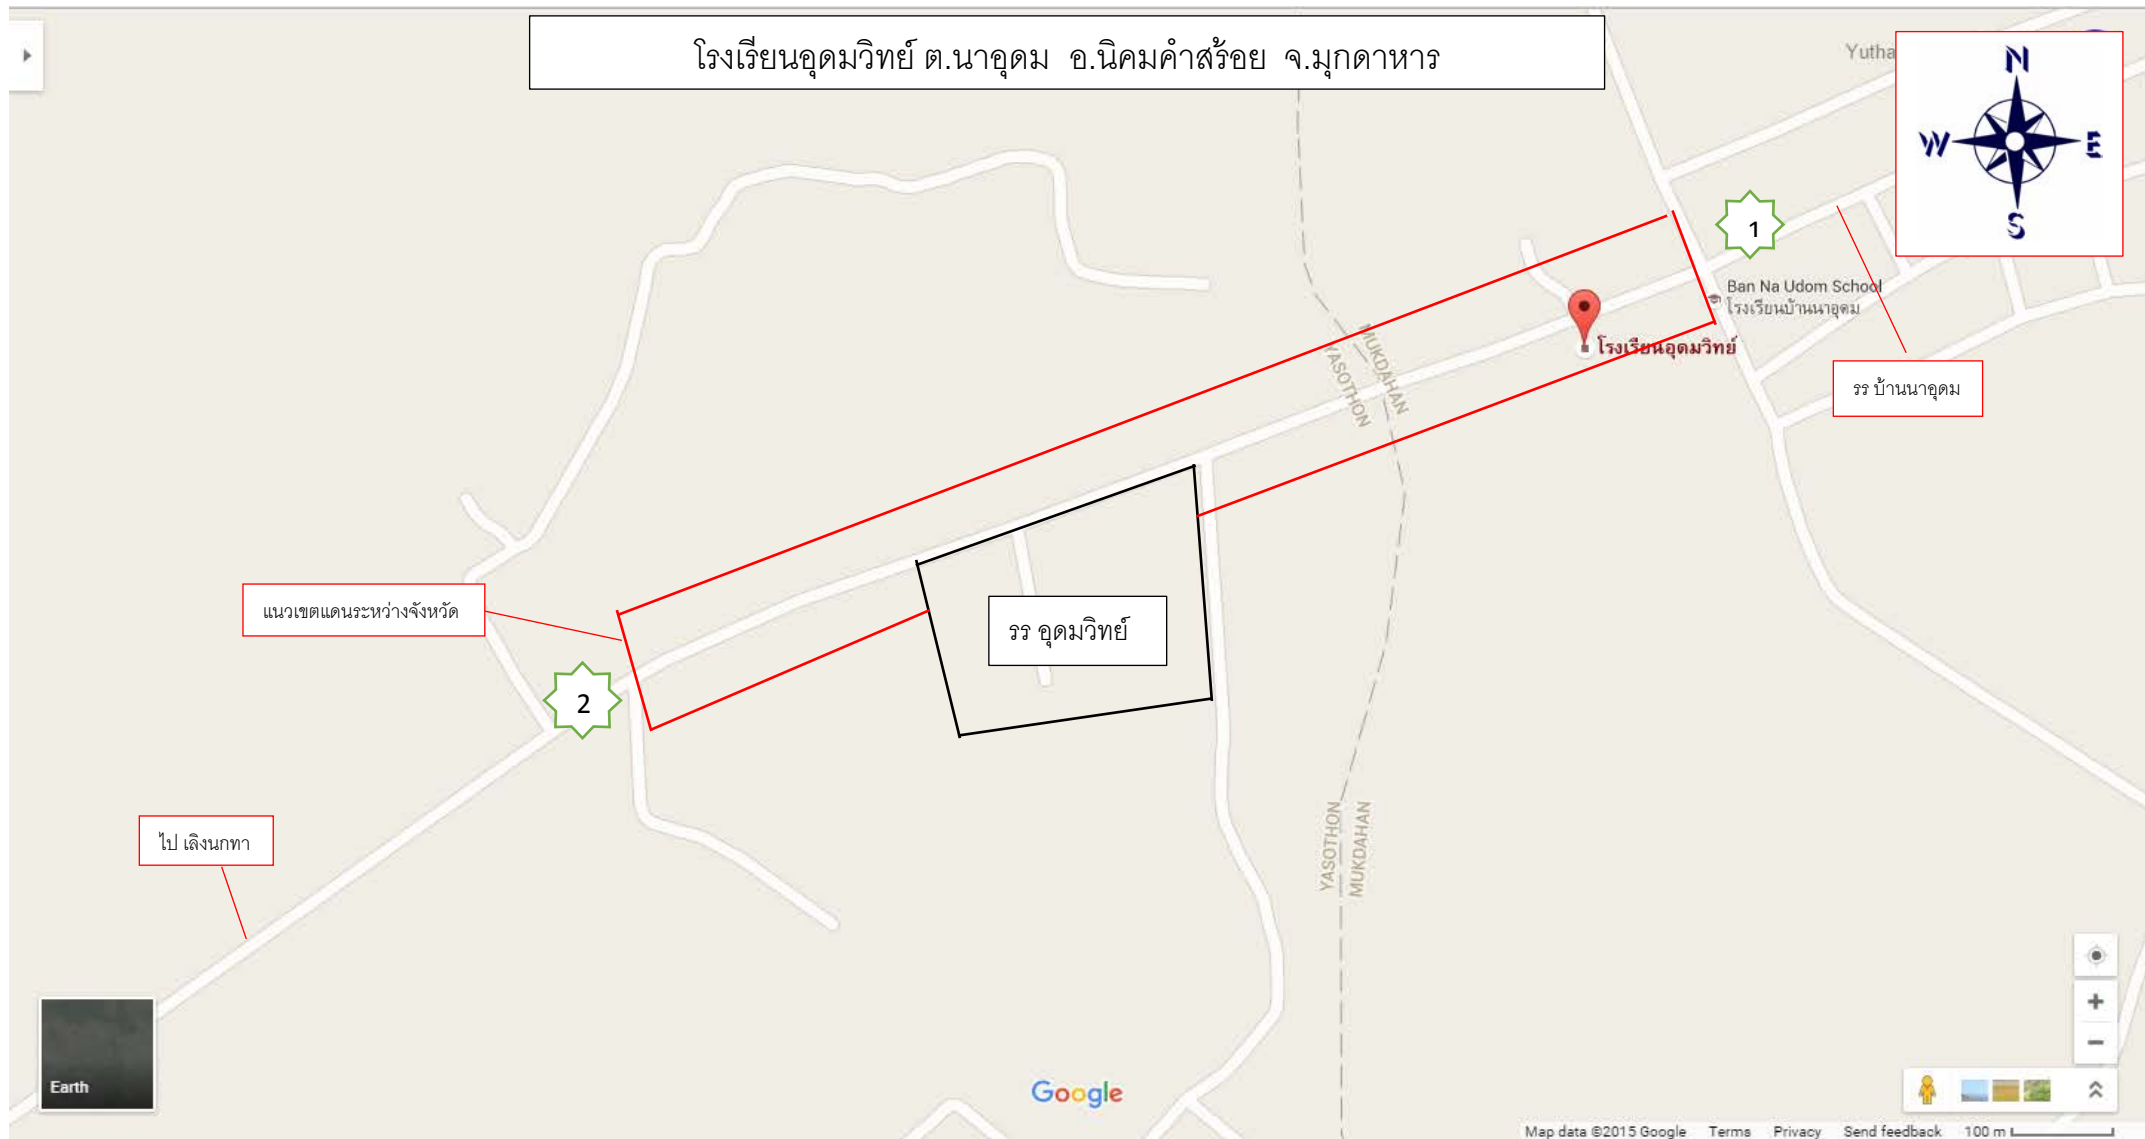 โรงเรียนอุดมวิทย์ ต.นาอุดม อ.นิคมคำสร้อย จ.มุกดาหาร
Yutha
N
W
E
S
1
Ban Na Udom School
โรงเรียนบ้านนาอุดม
โรงเรียนอุดมวิทย์
รร บ้านนาอุดม
MUKDAHAN
YASOTHON
แนวเขตแดนระหว่างจังหวัด
รร อุดมวิทย์
2
ไป เลิงนกทา
YASOTHON
MUKDAHAN
Earth
Google
Map data ©2015 Google Terms Privacy Send feedback 100 m